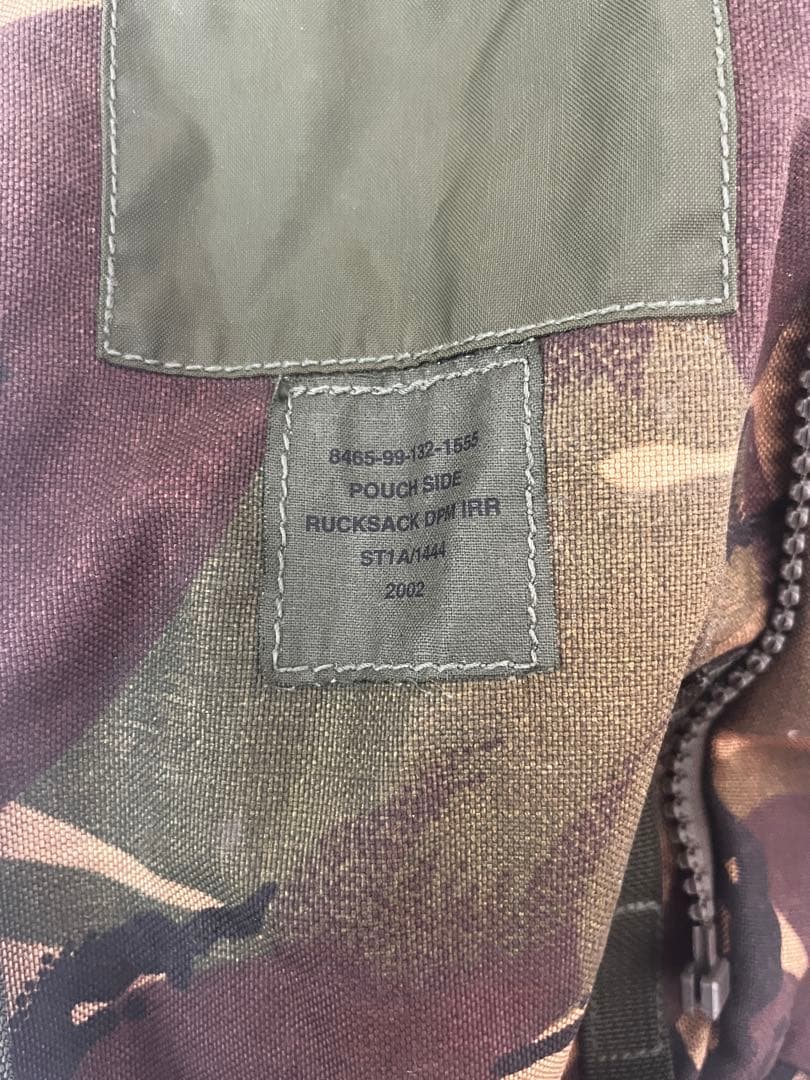 8465-99-132-1555
POUCH SIDE
RUCKSACK DPM IRR
ST1A/1444
2002